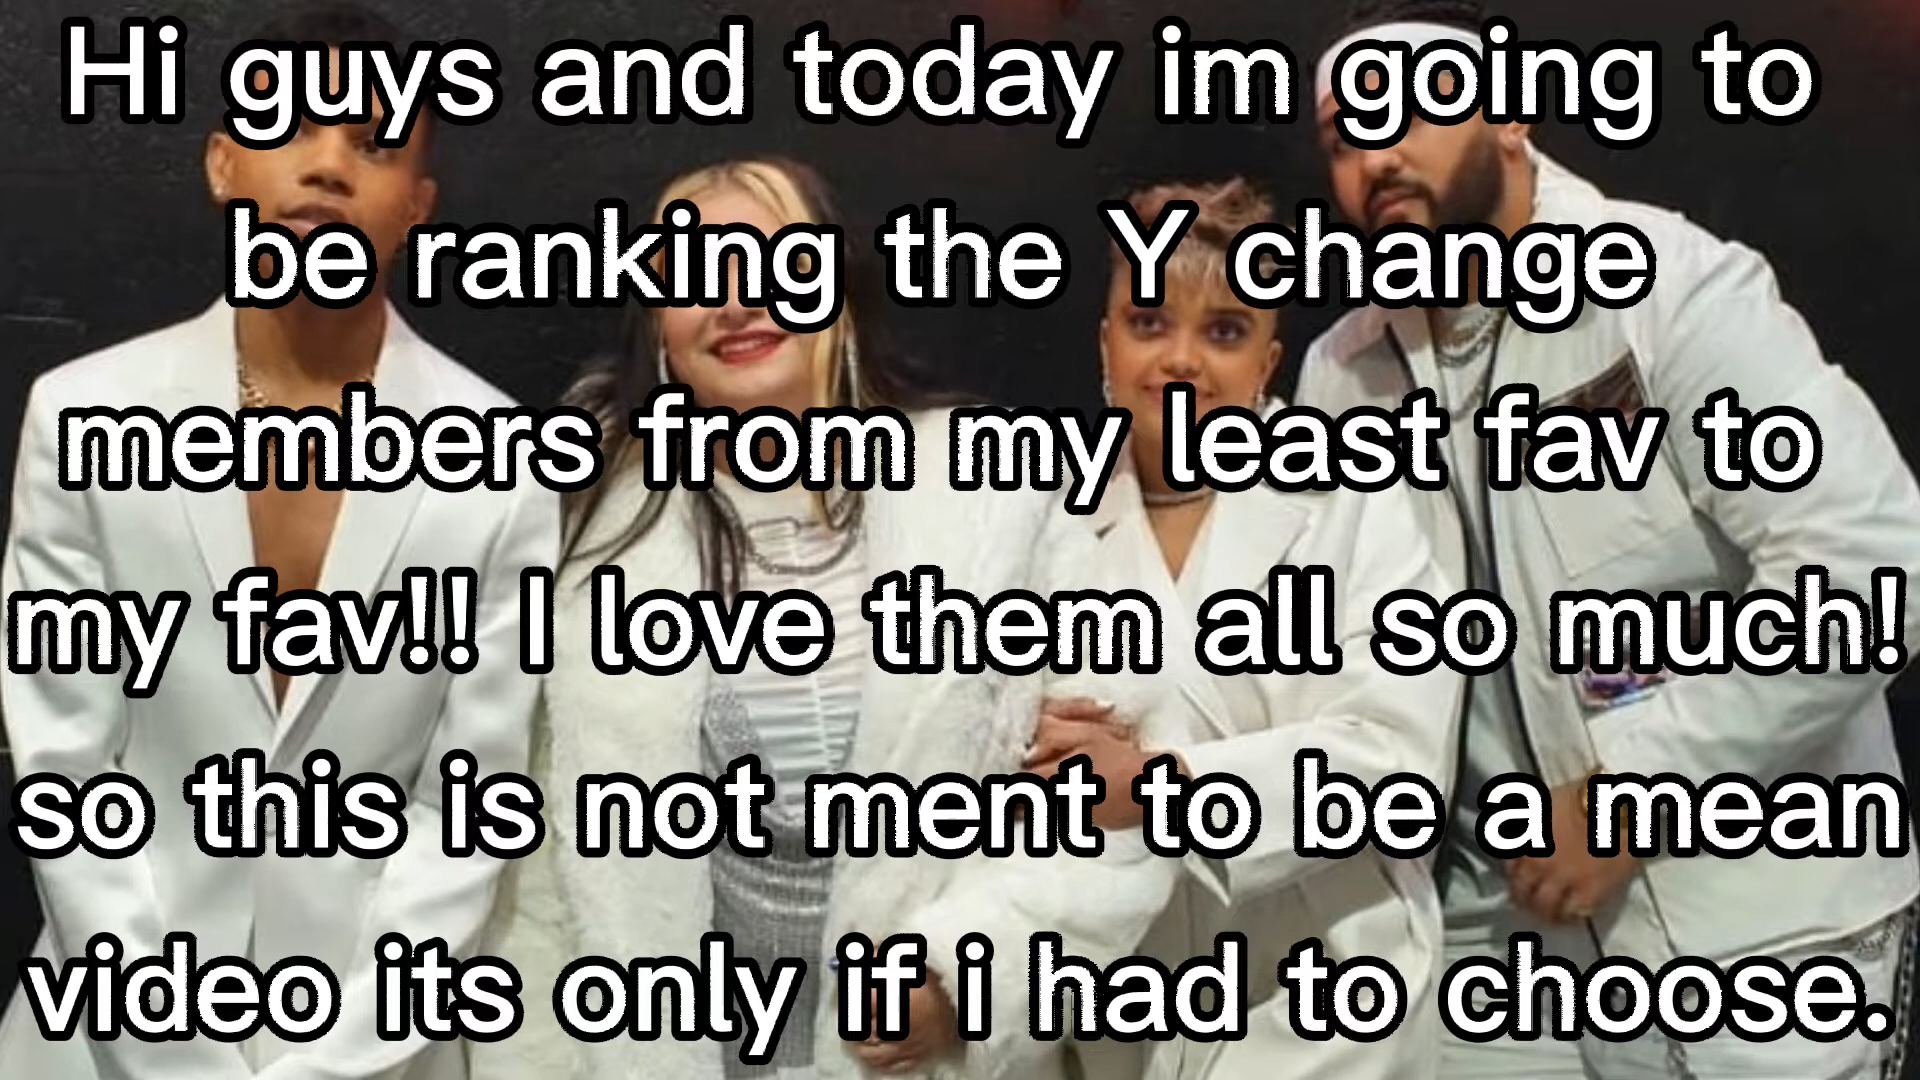 Hi guys and today im going to
be ranking the Y change
members from my least fav to
my fav!! I love them all so much!
so this is not ment to be a mean
video its only if i had to choose.